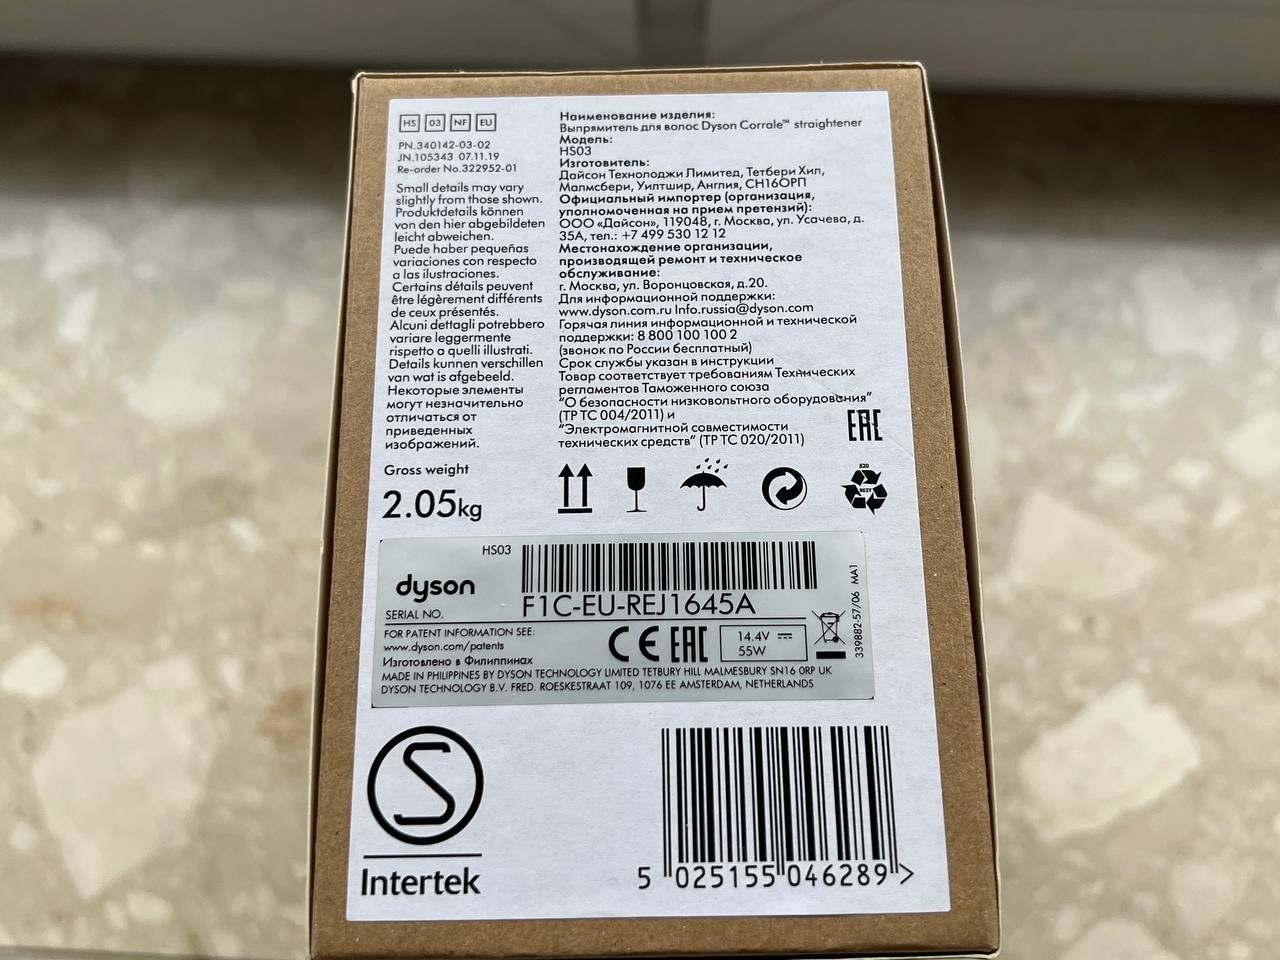 HS 03 NF EU
PN.340142-03-02
JN.105343 07.11.19
Re-order No.322952-01
Small details may vary
slightly from those shown.
Produktdetails können
von den hier abgebildeten
leicht abweichen.
Puede haber pequeñas
variaciones con respecto
a las ilustraciones.
Certains détails peuvent
être légèrement différents
de ceux présentés.
Alcuni dettagli potrebbero
variare leggermente
rispetto a quelli illustrati.
Details kunnen verschillen
van wat is afgebeeld.
Некоторые элементы
могут незначительно
отличаться от
приведенных
изображений.
Gross weight
2.05kg
Наименование изделия:
Выпрямитель для волос Dyson Corrale™ straightener
Модель:
HS03
Изготовитель:
Дайсон Технолоджи Лимитед, Тетбери Хил,
Малмсбери, Уилтшир, Англия, СН16ОРП
Официальный импортер (организация,
уполномоченная на прием претензий):
ООО «Дайсон», 119048, г. Москва, ул. Усачева, д.
35А, тел.: +7 499 530 12 12
Местонахождение организации,
производящей ремонт и техническое
обслуживание:
г. Москва, ул. Воронцовская, д.20.
Для информационной поддержки:
www.dyson.com.ru Info.russia@dyson.com
Горячая линия информационной и технической
поддержки: 8 800 100 100 2
(звонок по России бесплатный)
Срок службы указан в инструкции
Товар соответствует требованиям Технических
регламентов Таможенного союза
"О безопасности низковольтного оборудования"
(ТР ТС 004/2011) и
"Электромагнитной совместимости
технических средств" (ТР ТС 020/2011)
EAC
520
BEST
HS03
dyson
SERIAL NO.
F1C-EU-REJ1645A
FOR PATENT INFORMATION SEE:
www.dyson.com/patents
Изготовлено в Филиппинах
CE EAC
14.4V
55W
339882-57/06 MA1
MADE IN PHILIPPINES BY DYSON TECHNOLOGY LIMITED TETBURY HILL MALMESBURY SN16 0RP UK
DYSON TECHNOLOGY B.V. FRED. ROESKESTRAAT 109, 1076 EE AMSTERDAM, NETHERLANDS
S
Intertek
5 025155 046289 >